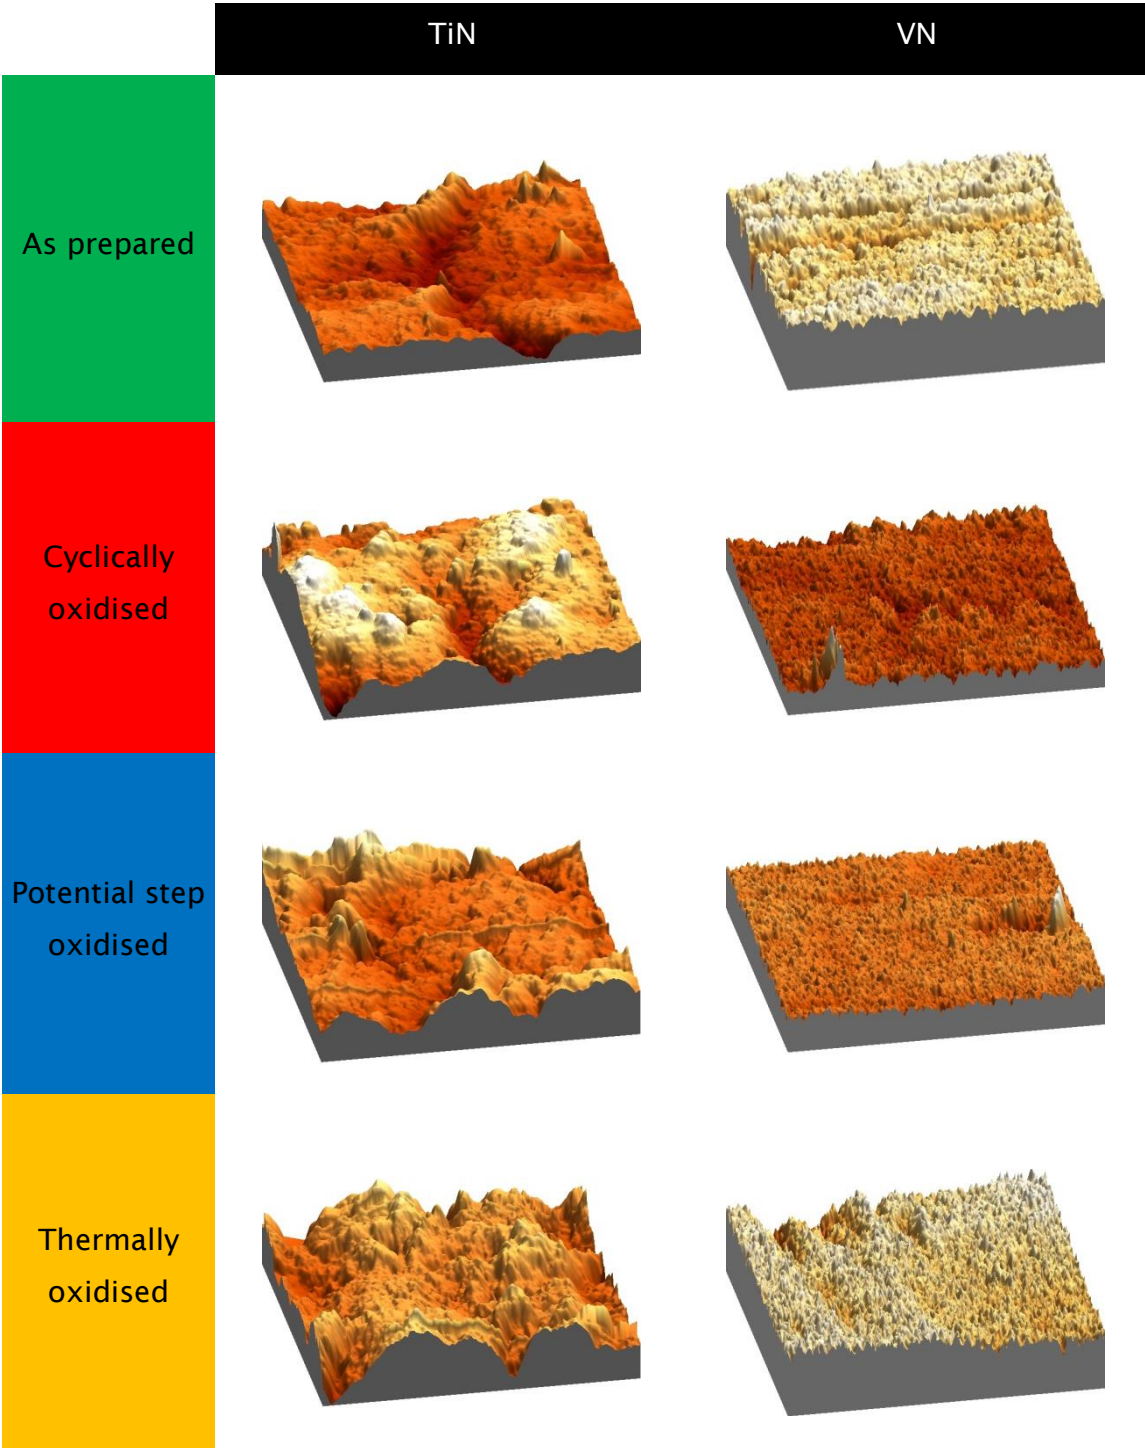 TiN
VN
As prepared
Cyclically
oxidised
Potential step
oxidised
Thermally
oxidised